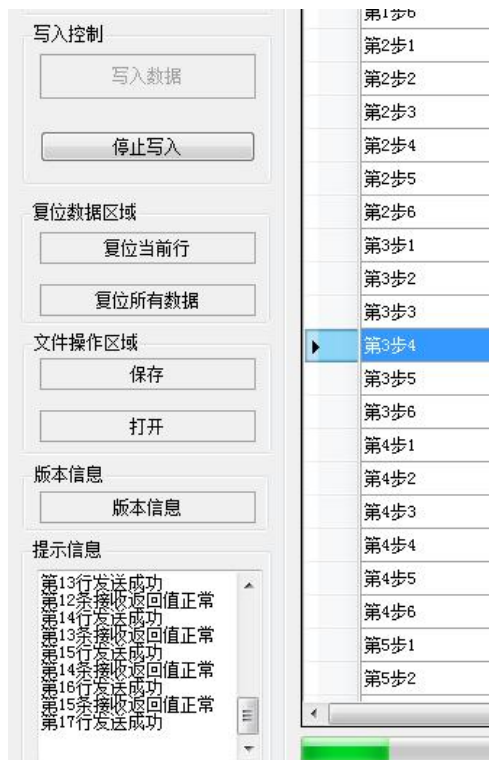 写入控制
写入数据
停止写入
复位数据区域
复位当前行
复位所有数据
文件操作区域
保存
打开
版本信息
版本信息
提示信息
第13行发送成功
第12条接收返回值正常
第14行发送成功
第13条接收返回值正常
第15行发送成功
第14条接收返回值正常
第16行发送成功
第15条接收返回值正常
第17行发送成功
第1步6
第2步1
第2步2
第2步3
第2步4
第2步5
第2步6
第3步1
第3步2
第3步3
第3步4
第3步5
第3步6
第4步1
第4步2
第4步3
第4步4
第4步5
第4步6
第5步1
第5步2